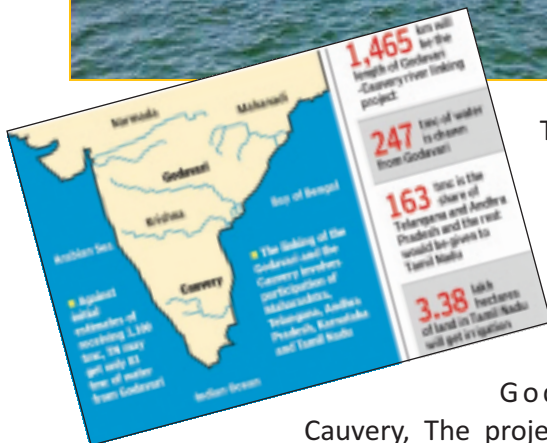 Narmada
Mahanadi
Godavari
Krishna
Cauvery
Bay of Bengal
Arabian Sea
Indian Ocean
Against
initial
estimates of
receiving 1,100
tmc, TN may
get only 83
tmc of water
from Godavari
The linking of the
Godavari and the
Cauvery involves
participation of
Maharashtra,
Telangana, Andhra
Pradesh, Karnataka
and Tamil Nadu
1,465 km will
be the
length of Godavari
-Cauvery river linking
project
247 tmc of water
is drawn
from Godavari
163 tmc is the
share of
Telangana and Andhra
Pradesh and the rest
would be given to
Tamil Nadu
3.38 lakh
hectares
of land in Tamil Nadu
will get irrigation
T
God
Cauvery, The proje